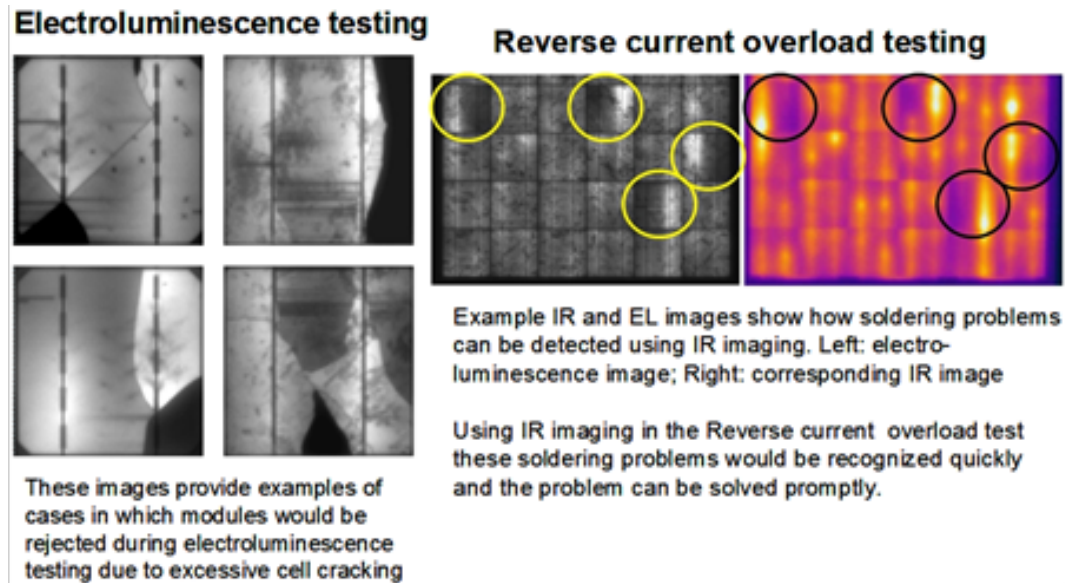 Electroluminescence testing
These images provide examples of
cases in which modules would be
rejected during electroluminescence
testing due to excessive cell cracking
Reverse current overload testing
Example IR and EL images show how soldering problems
can be detected using IR imaging. Left: electro-
luminescence image; Right: corresponding IR image
Using IR imaging in the Reverse current overload test
these soldering problems would be recognized quickly
and the problem can be solved promptly.